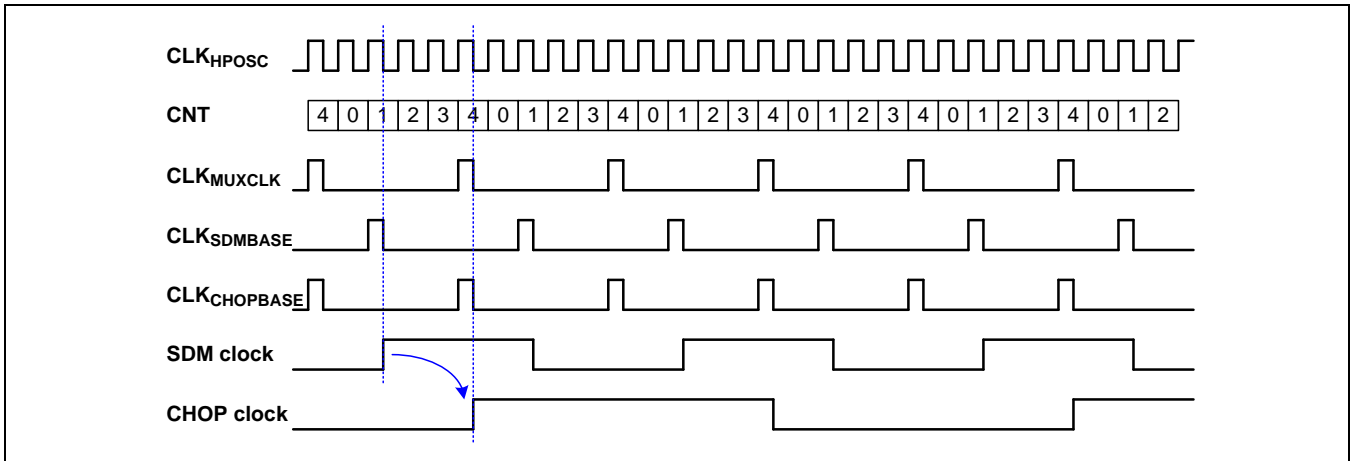 CLKHPOSC
CNT 4 0 1 2 3 4 0 1 2 3 4 0 1 2 3 4 0 1 2 3 4 0 1 2 3 4 0 1 2
CLKMUXCLK
CLKSDMBASE
CLKCHOPBASE
SDM clock
CHOP clock